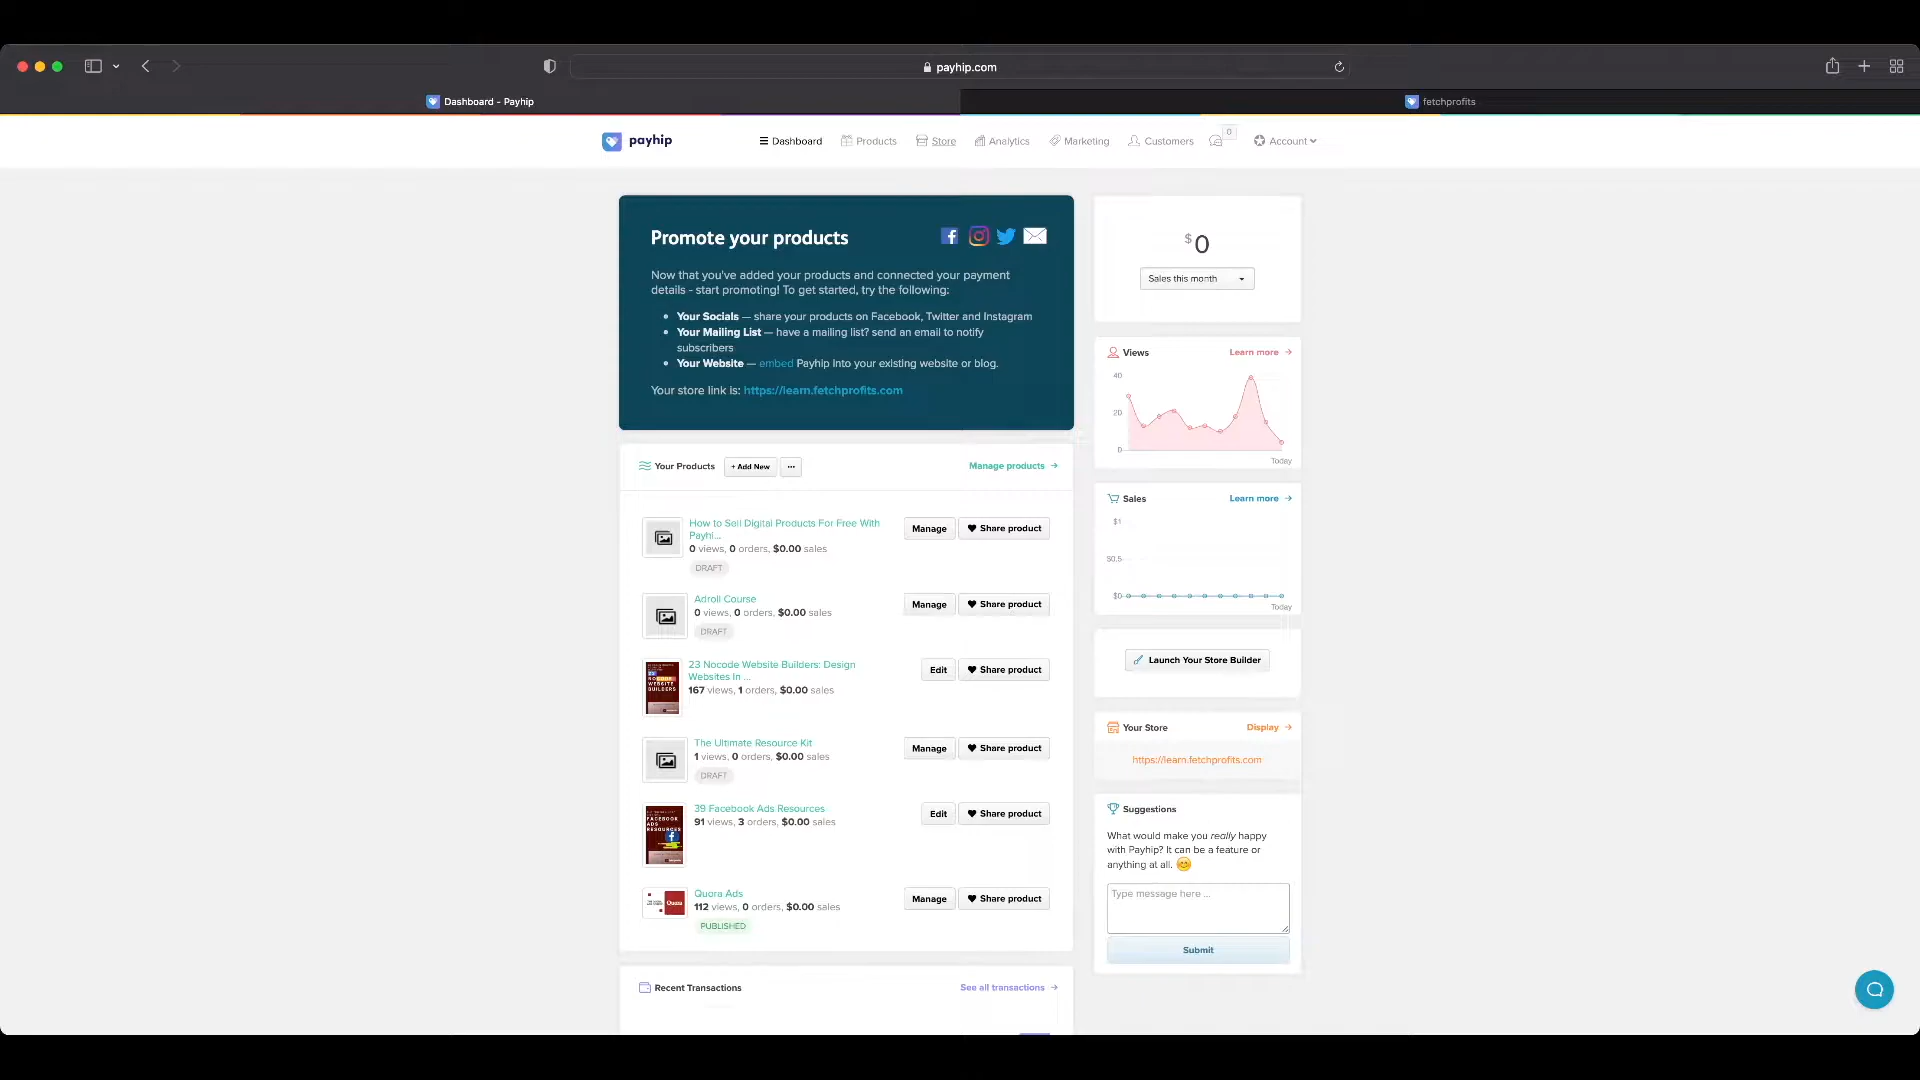 payhip.com
Dashboard - Payhip
fetchprofits
payhip
Dashboard
Products
Store
Analytics
Marketing
Customers
0
Account
Promote your products
Now that you've added your products and connected your payment
details - start promoting! To get started, try the following:
Your Socials — share your products on Facebook, Twitter and Instagram
Your Mailing List — have a mailing list? send an email to notify
subscribers
Your Website — embed Payhip into your existing website or blog.
Your store link is: https://learn.fetchprofits.com
$0
Sales this month
Views
Learn more →
40
20
0
Today
Sales
Learn more →
$1
$0.5
$0
Today
Launch Your Store Builder
Your Store
Display →
https://learn.fetchprofits.com
Suggestions
What would make you really happy
with Payhip? It can be a feature or
anything at all.
Type message here ...
Submit
Your Products
+ Add New
...
Manage products →
How to Sell Digital Products For Free With
Payhi...
0 views, 0 orders, $0.00 sales
DRAFT
Manage
Share product
Adroll Course
0 views, 0 orders, $0.00 sales
DRAFT
Manage
Share product
23 Nocode Website Builders: Design
Websites In ...
167 views, 1 orders, $0.00 sales
Edit
Share product
The Ultimate Resource Kit
1 views, 0 orders, $0.00 sales
DRAFT
Manage
Share product
39 Facebook Ads Resources
91 views, 3 orders, $0.00 sales
Edit
Share product
FACEBOOK
ADS
RESOURCES
Quora Ads
112 views, 0 orders, $0.00 sales
PUBLISHED
Manage
Share product
Quora
Recent Transactions
See all transactions →